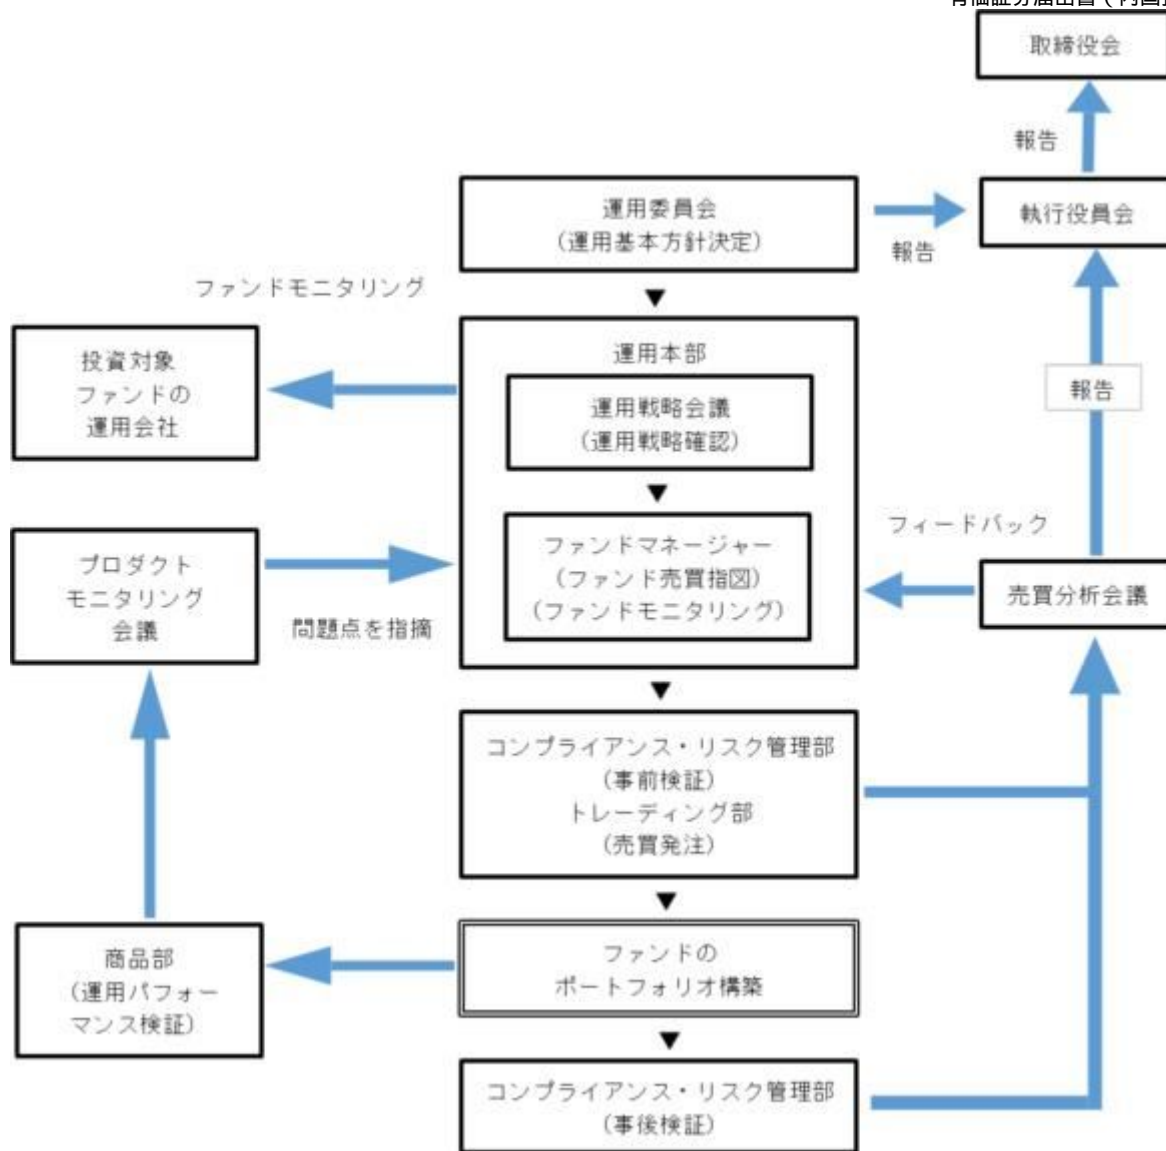 取締役会
報告
運用委員会
(運用基本方針決定)
執行役員会
報告
ファンドモニタリング
投資対象
ファンドの
運用会社
運用本部
運用戦略会議
(運用戦略確認)
報告
プロダクト
モニタリング
会議
問題点を指摘
ファンドマネージャー
(ファンド売買指図)
(ファンドモニタリング)
フィードバック
売買分析会議
コンプライアンス・リスク管理部
(事前検証)
トレーディング部
(売買発注)
商品部
(運用パフォー
マンス検証)
ファンドの
ポートフォリオ構築
コンプライアンス・リスク管理部
(事後検証)